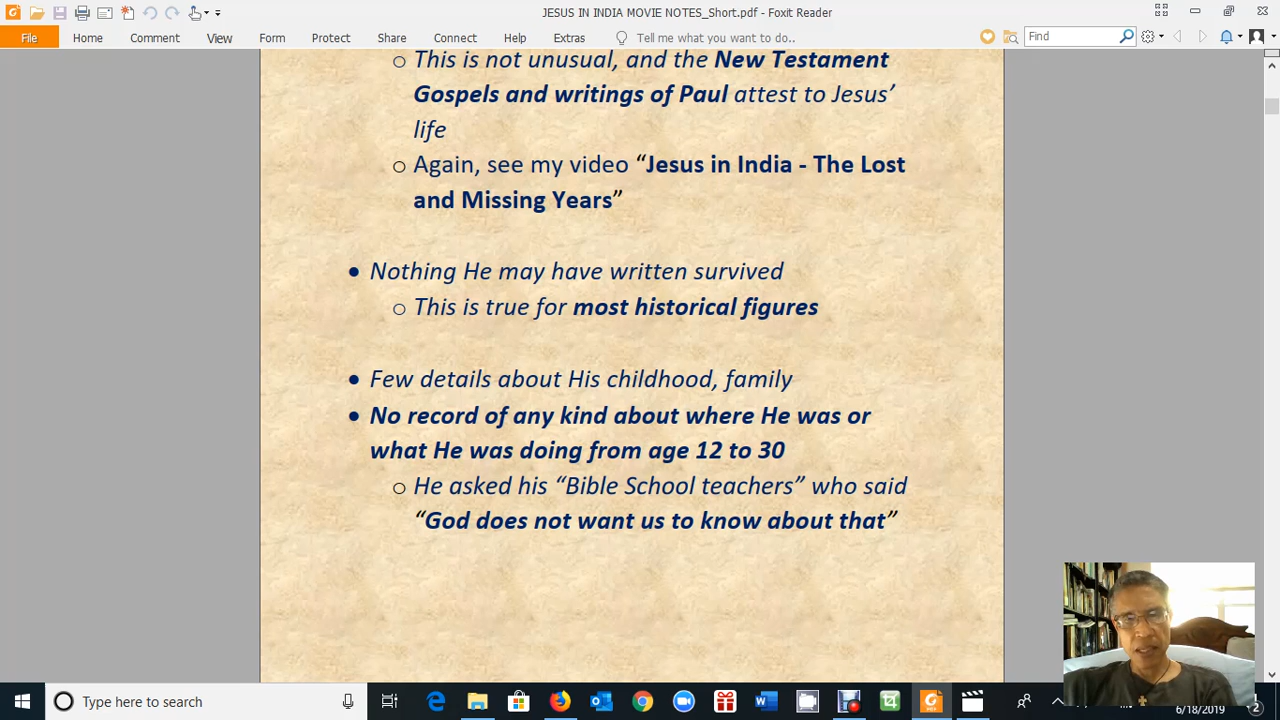 JESUS IN INDIA MOVIE NOTES_Short.pdf - Foxit Reader
File Home Comment View Form Protect Share Connect Help Extras Tell me what you want to do.. Find
o This is not unusual, and the New Testament
Gospels and writings of Paul attest to Jesus’
life
o Again, see my video “Jesus in India - The Lost
and Missing Years”
• Nothing He may have written survived
o This is true for most historical figures
• Few details about His childhood, family
• No record of any kind about where He was or
what He was doing from age 12 to 30
o He asked his “Bible School teachers” who said
“God does not want us to know about that”
Type here to search
6/18/2019
2